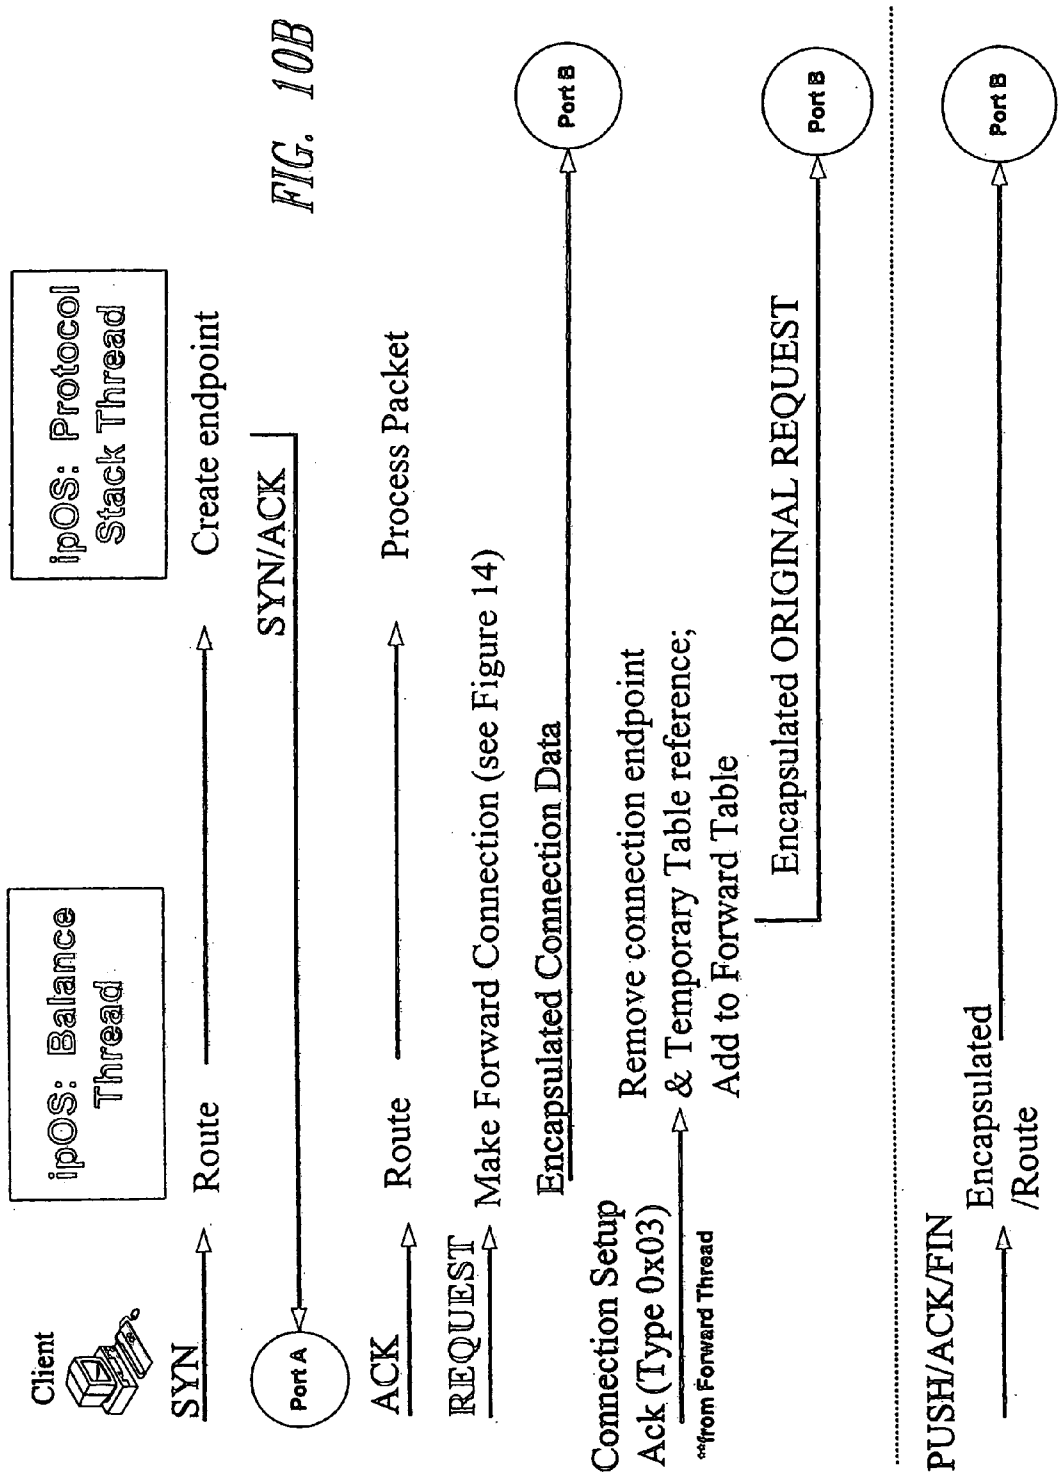 FIG. 10B
Client
ipOS: Balance
Thread
ipOS: Protocol
Stack Thread
SYN
Route
Create endpoint
SYN/ACK
Port A
ACK
Route
Process Packet
REQUEST
Make Forward Connection (see Figure 14)
Encapsulated Connection Data
Port B
Connection Setup
Ack (Type 0x03)
**from Forward Thread
Remove connection endpoint
& Temporary Table reference;
Add to Forward Table
Encapsulated ORIGINAL REQUEST
Port B
PUSH/ACK/FIN
Encapsulated
/Route
Port B